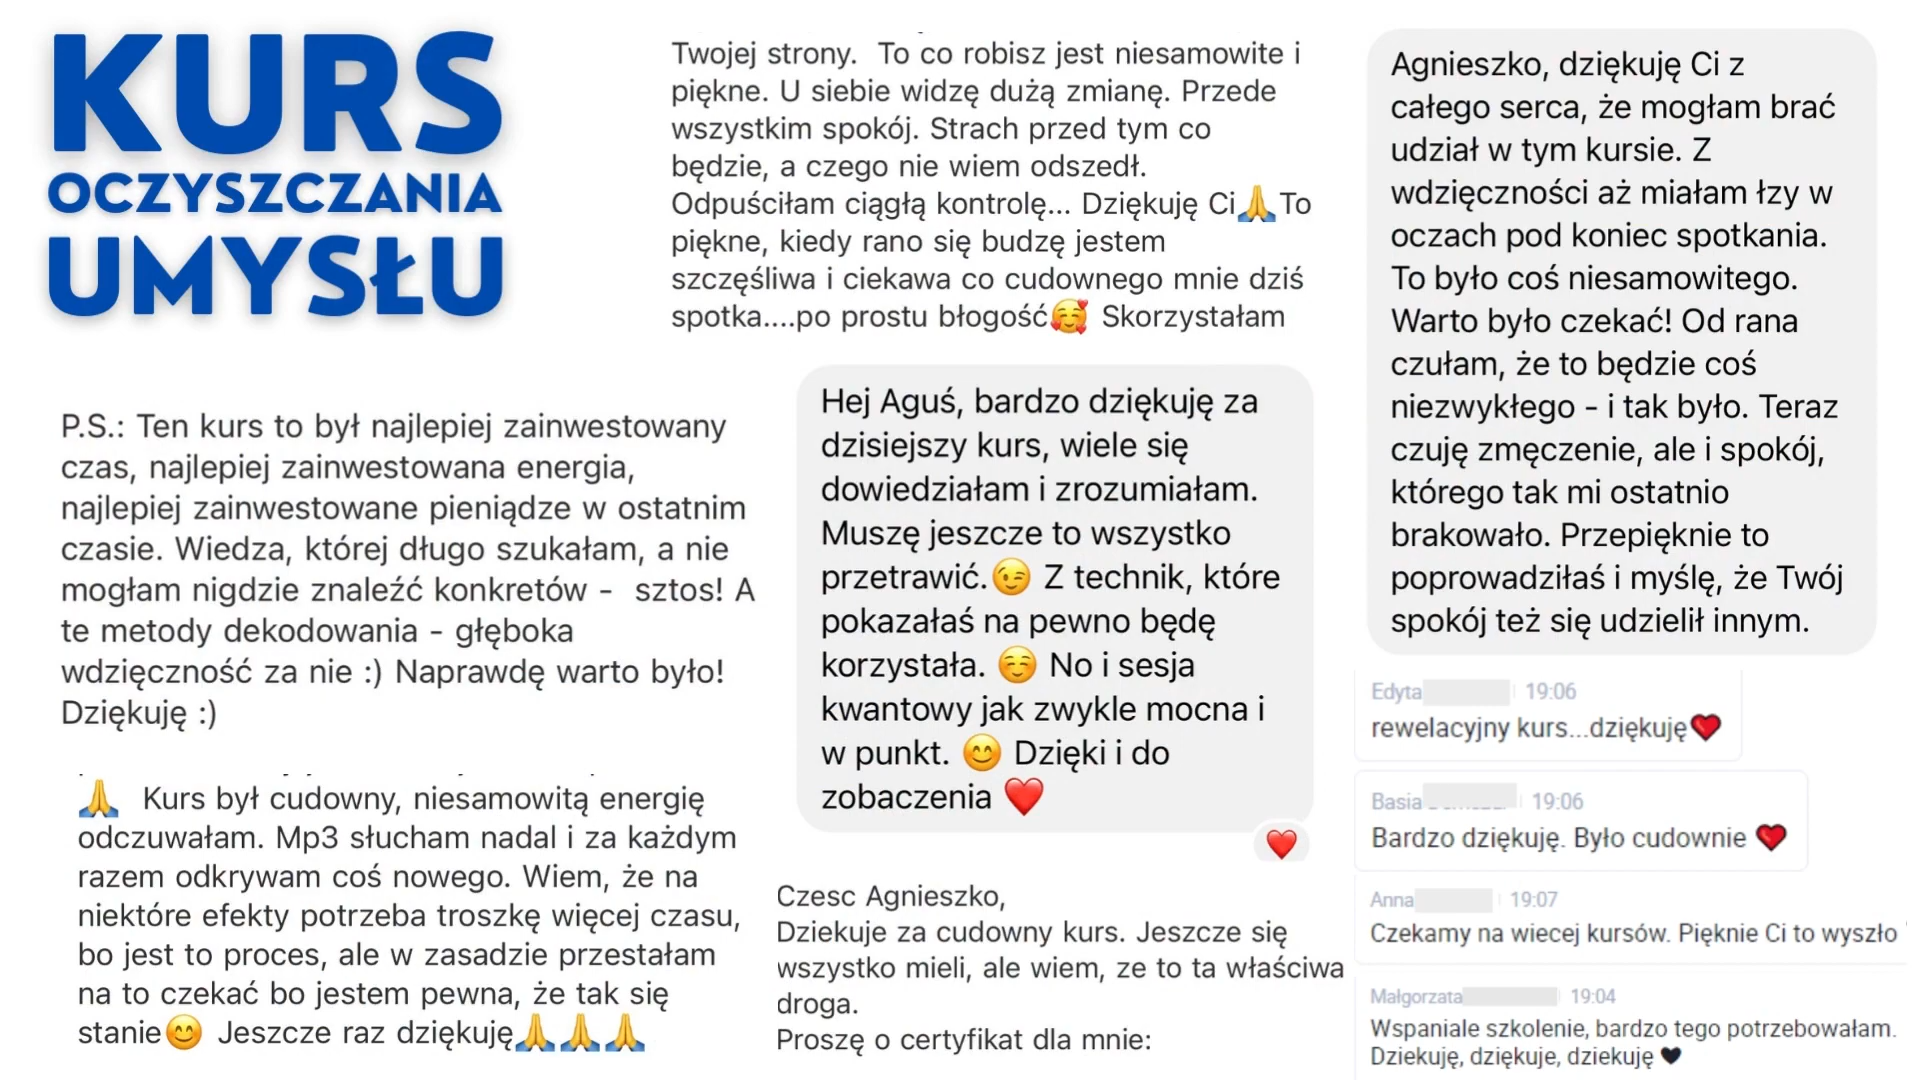 KURS
OCZYSZCZANIA
UMYSŁU
Twojej strony. To co robisz jest niesamowite i
piękne. U siebie widzę dużą zmianę. Przede
wszystkim spokój. Strach przed tym co
będzie, a czego nie wiem odszedł.
Odpuściłam ciągłą kontrolę... Dziękuję Ci🙏To
piękne, kiedy rano się budzę jestem
szczęśliwa i ciekawa co cudownego mnie dziś
spotka....po prostu błogość🥰 Skorzystałam
Agnieszko, dziękuję Ci z
całego serca, że mogłam brać
udział w tym kursie. Z
wdzięczności aż miałam łzy w
oczach pod koniec spotkania.
To było coś niesamowitego.
Warto było czekać! Od rana
czułam, że to będzie coś
niezwykłego - i tak było. Teraz
czuję zmęczenie, ale i spokój,
którego tak mi ostatnio
brakowało. Przepięknie to
poprowadziłaś i myślę, że Twój
spokój też się udzielił innym.
P.S.: Ten kurs to był najlepiej zainwestowany
czas, najlepiej zainwestowana energia,
najlepiej zainwestowane pieniądze w ostatnim
czasie. Wiedza, której długo szukałam, a nie
mogłam nigdzie znaleźć konkretów - sztos! A
te metody dekodowania - głęboka
wdzięczność za nie :) Naprawdę warto było!
Dziękuję :)
Hej Aguś, bardzo dziękuję za
dzisiejszy kurs, wiele się
dowiedziałam i zrozumiałam.
Muszę jeszcze to wszystko
przetrawić.😉 Z technik, które
pokazałaś na pewno będę
korzystała. ☺️ No i sesja
kwantowy jak zwykle mocna i
w punkt. 😊 Dzięki i do
zobaczenia ❤️
🙏 Kurs był cudowny, niesamowitą energię
odczuwałam. Mp3 słucham nadal i za każdym
razem odkrywam coś nowego. Wiem, że na
niektóre efekty potrzeba troszkę więcej czasu,
bo jest to proces, ale w zasadzie przestałam
na to czekać bo jestem pewna, że tak się
stanie😊 Jeszcze raz dziękuję🙏🙏🙏
Czesc Agnieszko,
Dziekuje za cudowny kurs. Jeszcze się
wszystko mieli, ale wiem, ze to ta właściwa
droga.
Proszę o certyfikat dla mnie:
Edyta 19:06
rewelacyjny kurs...dziękuję❤️
Basia 19:06
Bardzo dziękuję. Było cudownie ❤️
Anna 19:07
Czekamy na wiecej kursów. Pięknie Ci to wyszło
Małgorzata 19:04
Wspaniale szkolenie, bardzo tego potrzebowałam.
Dziekuję, dziękuje, dziekuję 🖤